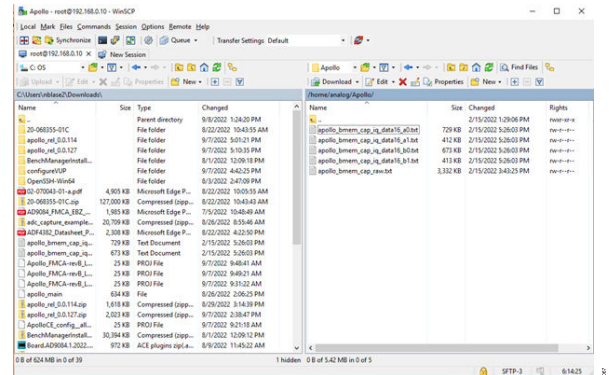 Apollo - root@192.168.0.10 - WinSCP
Local Mark Files Commands Session Options Remote Help
Synchronize Queue Transfer Settings Default
root@192.168.0.10 × New Session
C: OS Apollo Find Files
Upload Edit Properties New Download Edit Properties New
C:\Users\nblase2\Downloads\ /home/analog/Apollo/
Name Size Type Changed Name Size Changed Rights
.. Parent directory 9/8/2022 1:24:20 PM .. 2/15/2022 1:29:06 PM rwxr-xr-x
20-068355-01C File folder 8/22/2022 10:43:55 AM apollo_bmem_cap_iq_data16_a0.txt 729 KB 2/15/2022 5:26:03 PM rw-r--r--
apollo_rel_0.0.114 File folder 9/7/2022 5:01:21 PM apollo_bmem_cap_iq_data16_a1.txt 412 KB 2/15/2022 5:26:03 PM rw-r--r--
apollo_rel_0.0.127 File folder 9/7/2022 5:10:35 PM apollo_bmem_cap_iq_data16_b0.txt 673 KB 2/15/2022 5:26:03 PM rw-r--r--
BenchManagerInstall... File folder 8/1/2022 12:09:18 PM apollo_bmem_cap_iq_data16_b1.txt 413 KB 2/15/2022 5:26:03 PM rw-r--r--
configureVUP File folder 9/7/2022 4:42:25 PM apollo_bmem_cap_raw.txt 3,332 KB 2/15/2022 3:43:25 PM rw-r--r--
OpenSSH-Win64 File folder 8/3/2022 2:47:09 PM
02-070043-01-a.pdf 4,905 KB Microsoft Edge P... 8/22/2022 10:05:55 AM
20-068355-01C.zip 127,000 KB Compressed (zipp... 8/22/2022 10:43:43 AM
AD9084_FMCA_EBZ_... 1,985 KB Microsoft Edge P... 7/5/2022 10:48:49 AM
adc_capture_example... 20,709 KB Compressed (zipp... 8/26/2022 8:55:46 AM
ADF4382_Datasheet_P... 2,308 KB Microsoft Edge P... 8/22/2022 4:22:50 PM
apollo_bmem_cap_iq... 729 KB Text Document 2/15/2022 5:26:03 PM
apollo_bmem_cap_iq... 673 KB Text Document 2/15/2022 5:26:03 PM
Apollo_FMCA-revB_L... 25 KB PROJ File 9/7/2022 9:48:41 AM
Apollo_FMCA-revB_L... 25 KB PROJ File 9/7/2022 9:49:21 AM
Apollo_FMCA-revB_L... 25 KB PROJ File 9/7/2022 9:31:22 AM
apollo_main 634 KB File 8/26/2022 2:06:25 PM
apollo_rel_0.0.114.zip 1,618 KB Compressed (zipp... 8/29/2022 3:14:39 PM
apollo_rel_0.0.127.zip 2,023 KB Compressed (zipp... 9/7/2022 2:38:47 PM
ApolloCE_config__all... 25 KB PROJ File 9/7/2022 9:21:18 AM
BenchManagerInstall... 30,394 KB Compressed (zipp... 8/1/2022 12:09:12 PM
Board.AD9084.1.2022.... 972 KB ACE plugins zip(.a... 8/9/2022 11:45:22 AM
0 B of 624 MB in 0 of 39 1 hidden 0 B of 5.42 MB in 0 of 5
SFTP-3 6:14:25